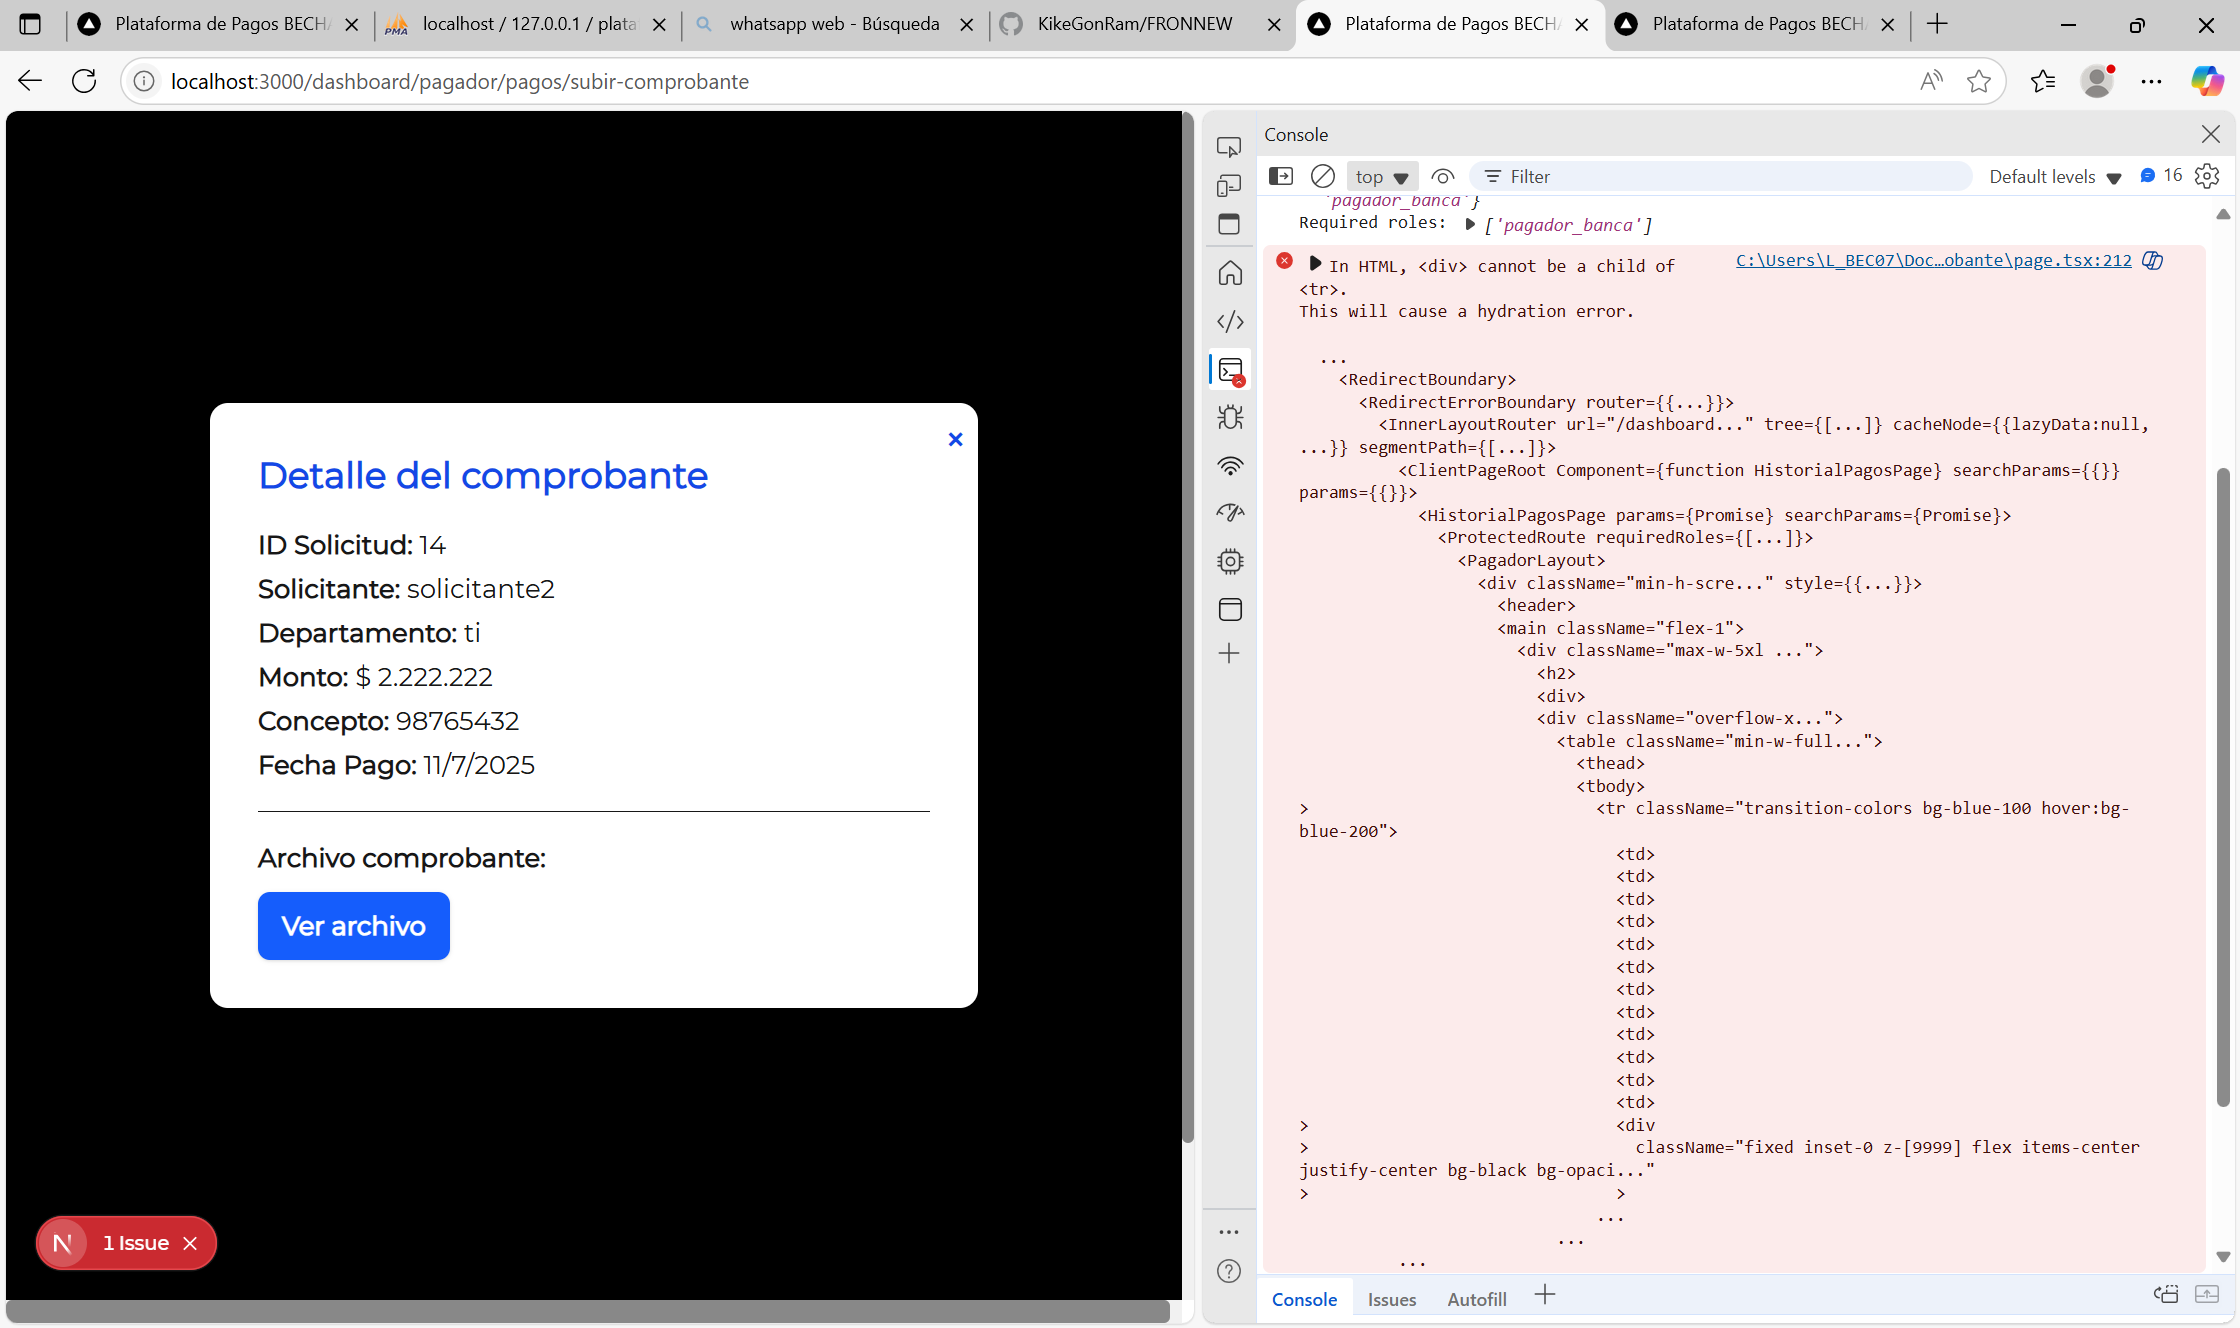 Plataforma de Pagos BECHA
localhost / 127.0.0.1 / plata
whatsapp web - Búsqueda
KikeGonRam/FRONNEW
Plataforma de Pagos BECHA
Plataforma de Pagos BECHA
localhost:3000/dashboard/pagador/pagos/subir-comprobante
×
Detalle del comprobante
ID Solicitud: 14
Solicitante: solicitante2
Departamento: ti
Monto: $ 2.222.222
Concepto: 98765432
Fecha Pago: 11/7/2025
Archivo comprobante:
Ver archivo
N 1 Issue
Console
top
Filter
Default levels
16
'pagador_banca'}
Required roles: ['pagador_banca']
In HTML, <div> cannot be a child of C:\Users\L_BEC07\Doc…obante\page.tsx:212
<tr>.
This will cause a hydration error.
...
<RedirectBoundary>
<RedirectErrorBoundary router={{...}}>
<InnerLayoutRouter url="/dashboard..." tree={[...]} cacheNode={{lazyData:null,
...}} segmentPath={[...]}>
<ClientPageRoot Component={function HistorialPagosPage} searchParams={{}}
params={{}}>
<HistorialPagosPage params={Promise} searchParams={Promise}>
<ProtectedRoute requiredRoles={[...]}>
<PagadorLayout>
<div className="min-h-scre..." style={{...}}>
<header>
<main className="flex-1">
<div className="max-w-5xl ...">
<h2>
<div>
<div className="overflow-x...">
<table className="min-w-full...">
<thead>
<tbody>
> <tr className="transition-colors bg-blue-100 hover:bg-
blue-200">
<td>
<td>
<td>
<td>
<td>
<td>
<td>
<td>
<td>
<td>
<td>
<td>
> <div
> className="fixed inset-0 z-[9999] flex items-center
justify-center bg-black bg-opaci..."
> >
...
...
...
Console
Issues
Autofill